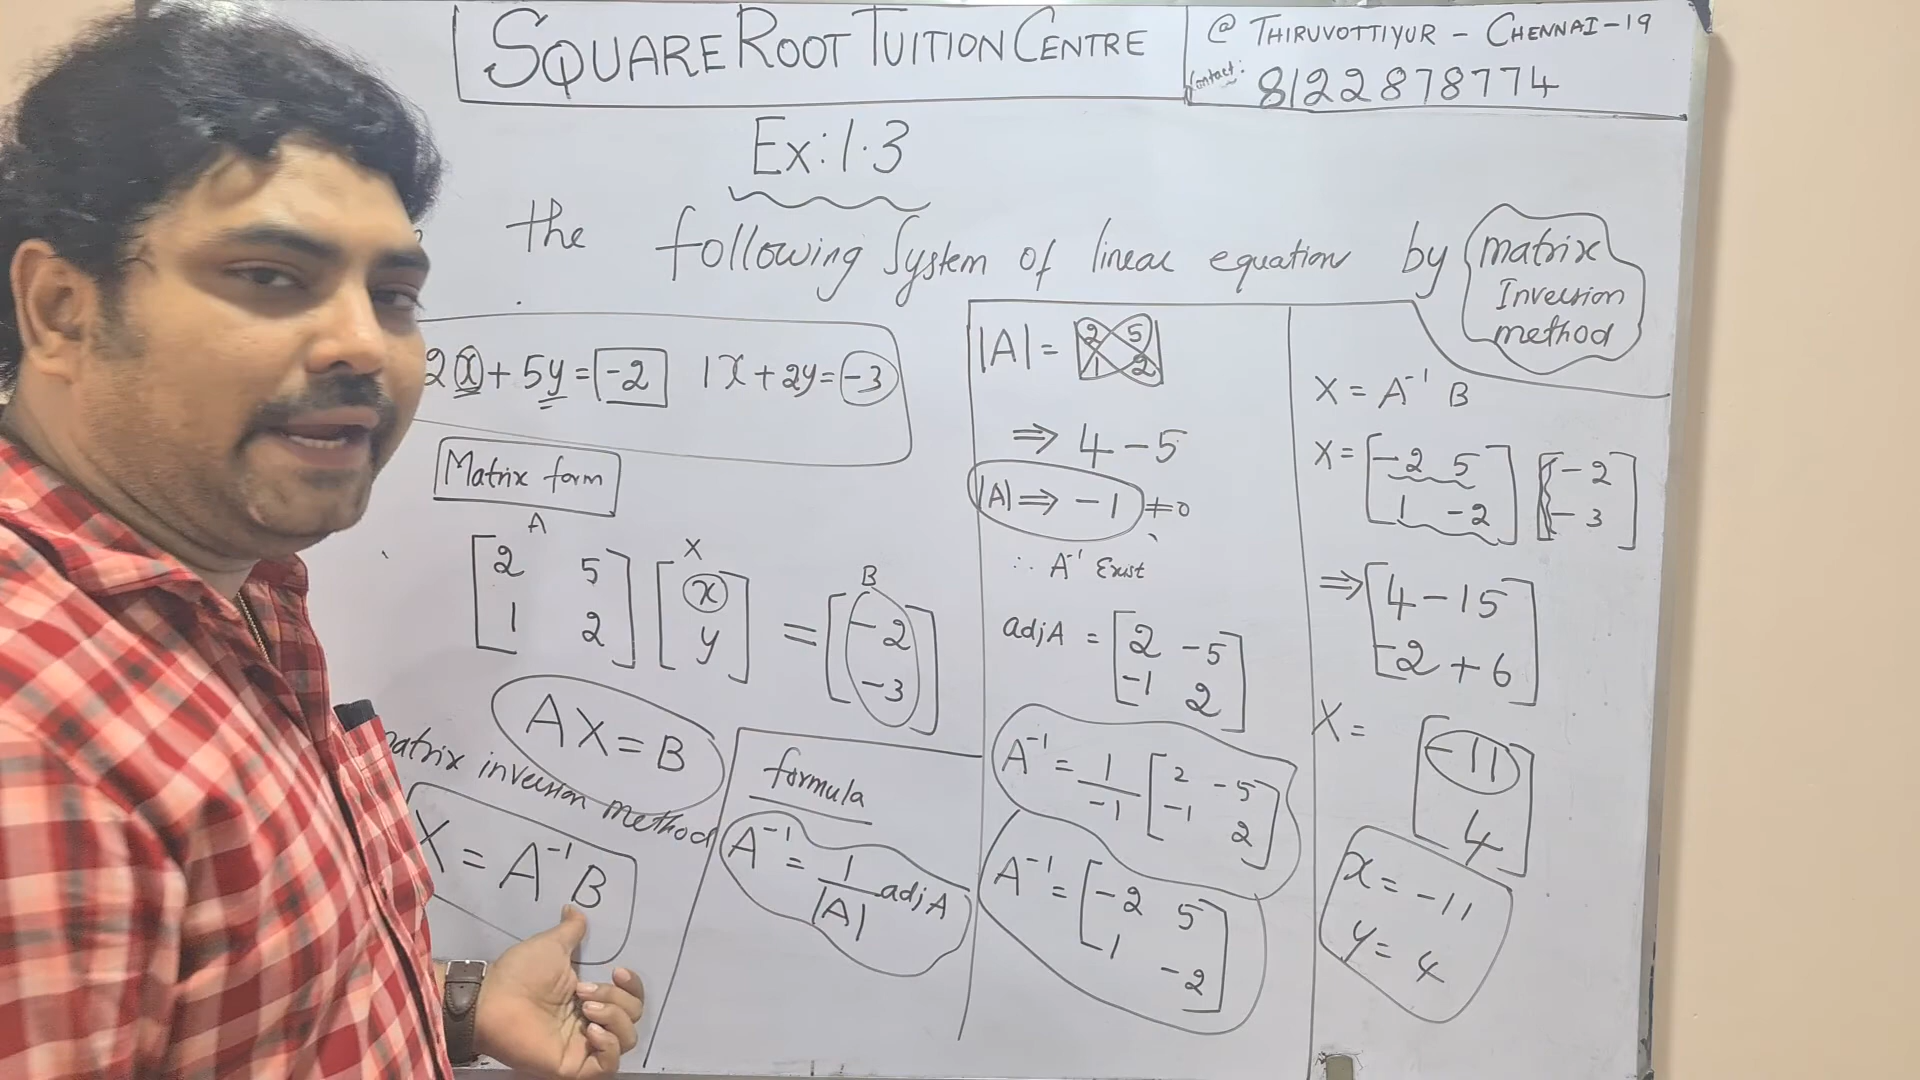 SQUARE ROOT TUITION CENTRE
@ THIRUVOTTIYUR - CHENNAI-19
Contact: 8122878774
Ex: 1.3
the following System of linear equation by matrix
Inversion
method
2x + 5y = -2 1x + 2y = -3
Matrix form
A
X
B
[2 5
1 2] [x
y] = [-2
-3]
AX = B
matrix inversion method
X = A⁻¹ B
formula
A⁻¹ = 1/|A| adj A
|A| = |2 5
1 2|
⇒ 4 - 5
|A| ⇒ -1 ≠ 0
∴ A⁻¹ Exist
adj A = [2 -5
-1 2]
A⁻¹ = 1/-1 [2 -5
-1 2]
A⁻¹ = [-2 5
1 -2]
X = A⁻¹ B
X = [-2 5
1 -2] [-2
-3]
⇒ [4 - 15
-2 + 6]
X = [-11
4]
x = -11
y = 4